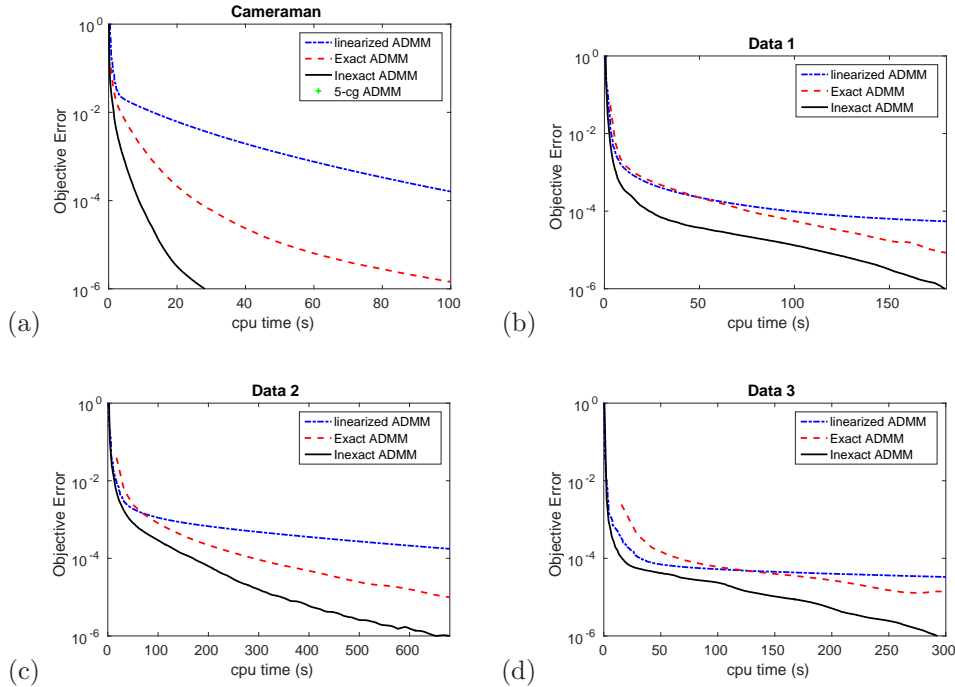 Cameraman
10^0
10^-2
10^-4
10^-6
Objective Error
0 20 40 60 80 100
cpu time (s)
linearized ADMM
Exact ADMM
Inexact ADMM
5-cg ADMM
(a)
Data 1
10^0
10^-2
10^-4
10^-6
Objective Error
0 50 100 150
cpu time (s)
linearized ADMM
Exact ADMM
Inexact ADMM
(b)
Data 2
10^0
10^-2
10^-4
10^-6
Objective Error
0 100 200 300 400 500 600
cpu time (s)
linearized ADMM
Exact ADMM
Inexact ADMM
(c)
Data 3
10^0
10^-2
10^-4
10^-6
Objective Error
0 50 100 150 200 250 300
cpu time (s)
linearized ADMM
Exact ADMM
Inexact ADMM
(d)